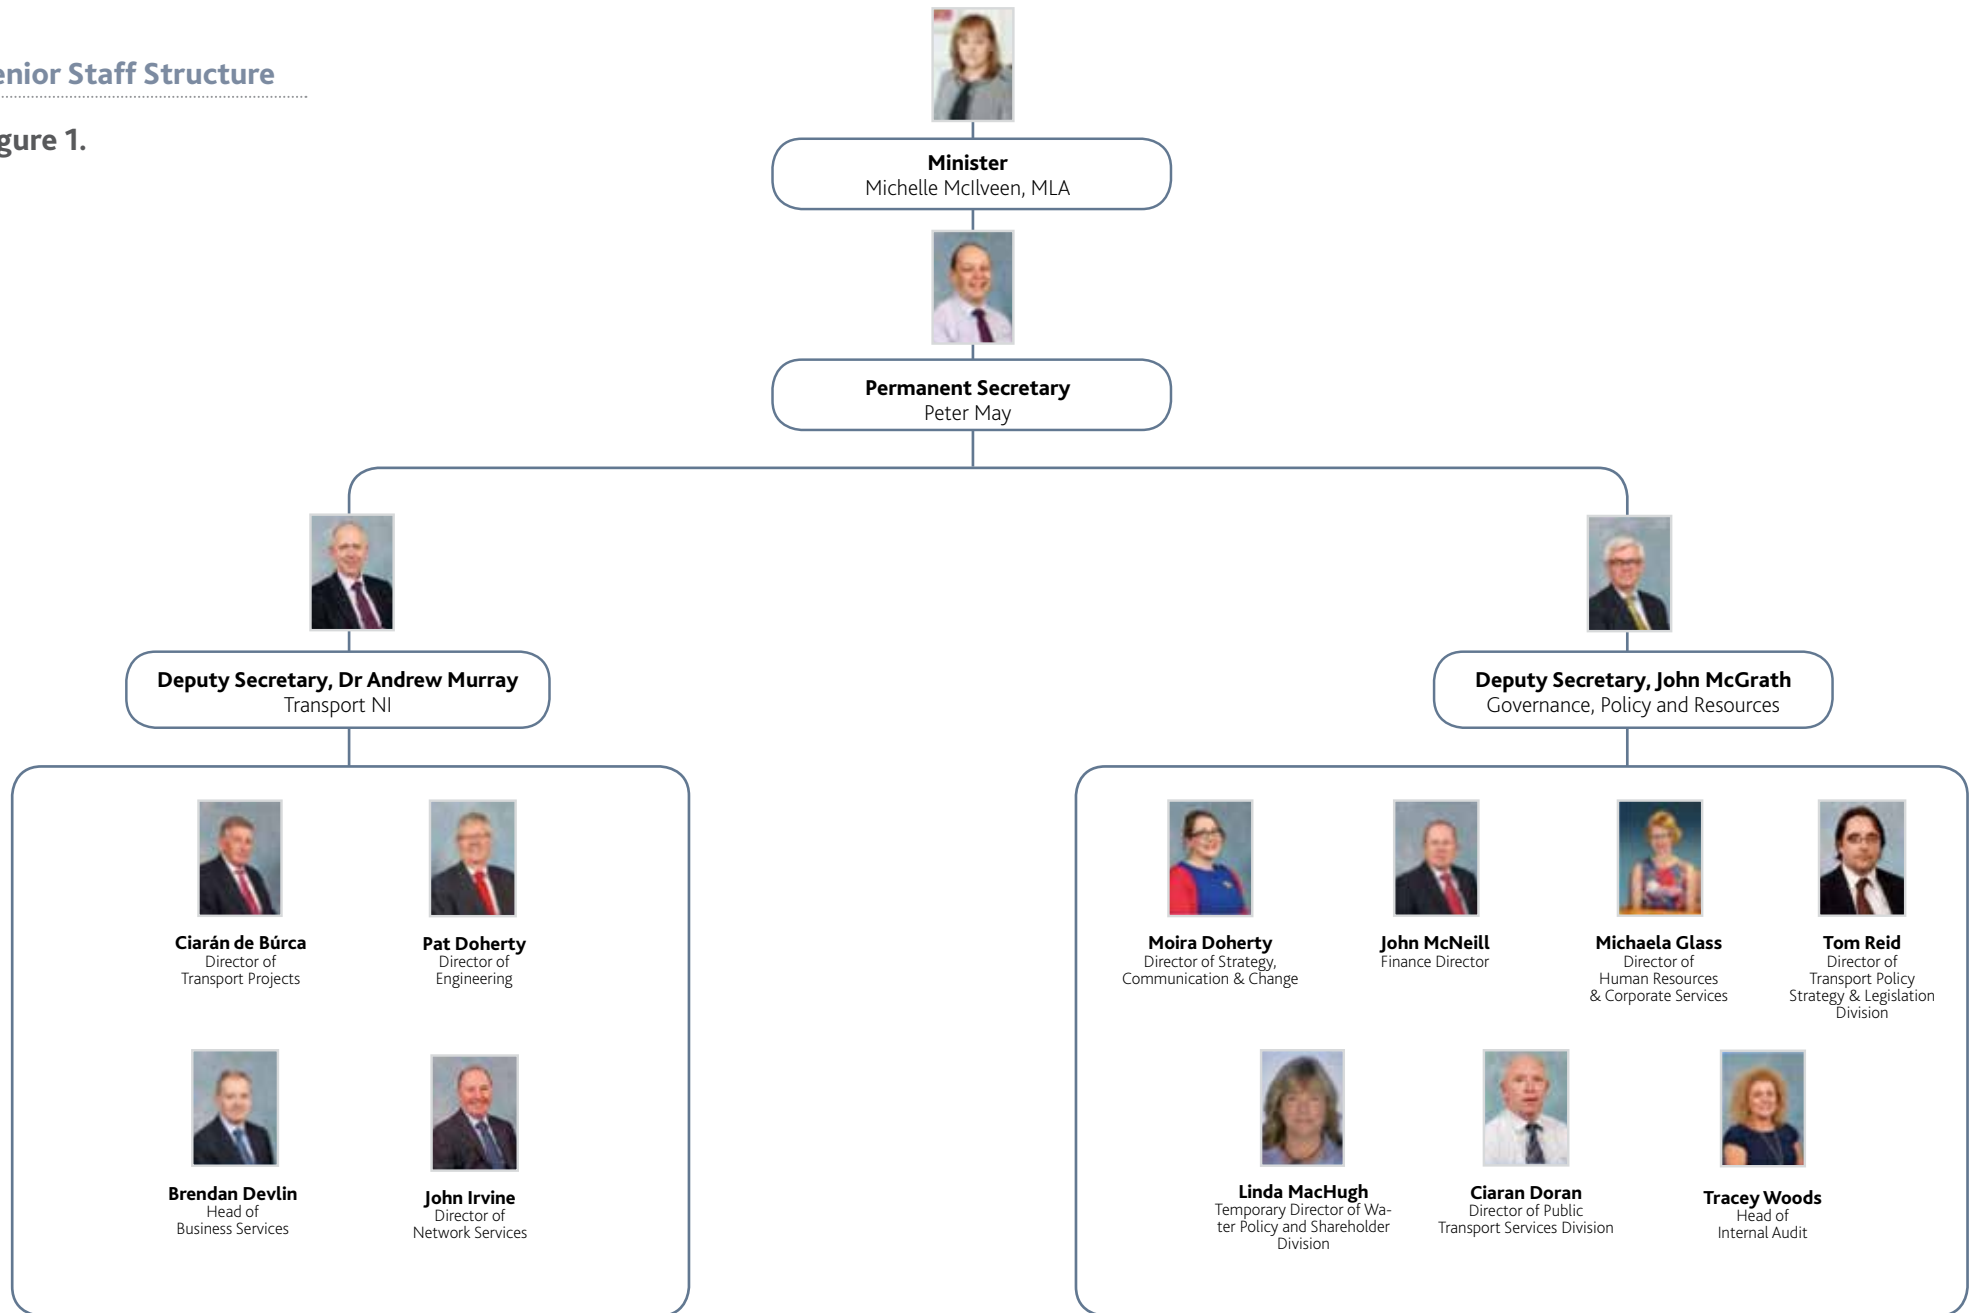 enior Staff Structure
gure 1.
Minister
Michelle McIlveen, MLA
Permanent Secretary
Peter May
Deputy Secretary, Dr Andrew Murray
Transport NI
Deputy Secretary, John McGrath
Governance, Policy and Resources
Ciarán de Búrca
Director of
Transport Projects
Pat Doherty
Director of
Engineering
Brendan Devlin
Head of
Business Services
John Irvine
Director of
Network Services
Moira Doherty
Director of Strategy,
Communication & Change
John McNeill
Finance Director
Michaela Glass
Director of
Human Resources
& Corporate Services
Tom Reid
Director of
Transport Policy
Strategy & Legislation
Division
Linda MacHugh
Temporary Director of Wa-
ter Policy and Shareholder
Division
Ciaran Doran
Director of Public
Transport Services Division
Tracey Woods
Head of
Internal Audit